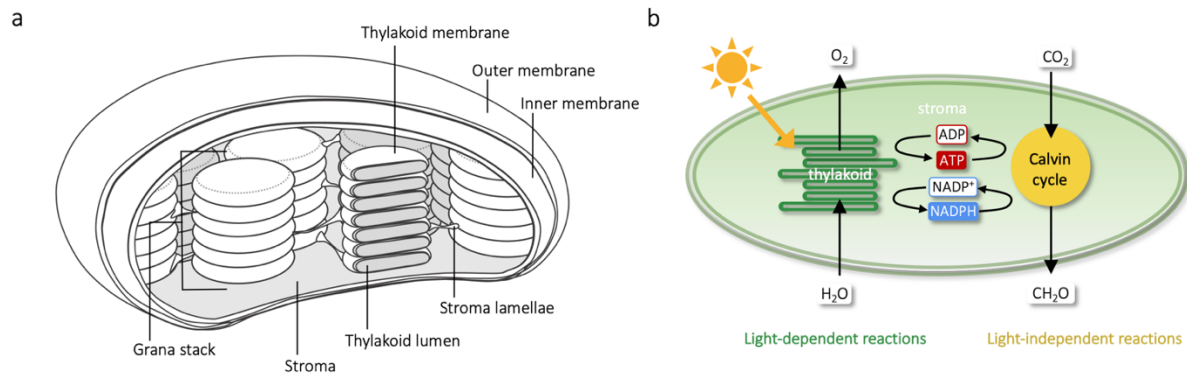 a
Thylakoid membrane
Outer membrane
Inner membrane
Stroma lamellae
Thylakoid lumen
Grana stack
Stroma
b
O₂
CO₂
stroma
ADP
ATP
thylakoid
Calvin
cycle
NADP⁺
NADPH
H₂O
CH₂O
Light-dependent reactions
Light-independent reactions